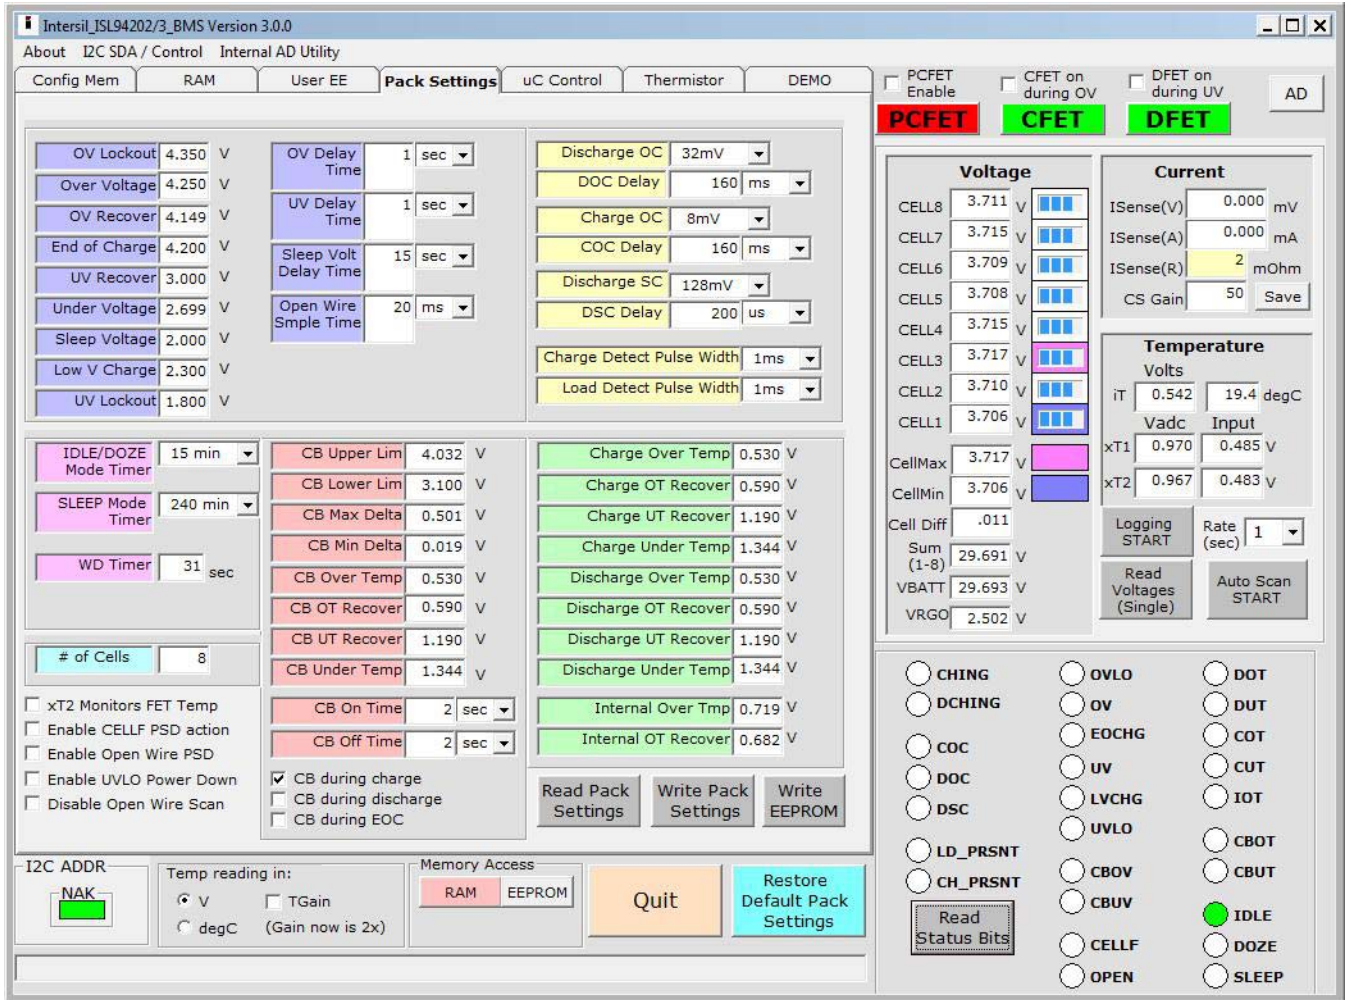 Intersil_ISL94202/3_BMS Version 3.0.0
About I2C SDA / Control Internal AD Utility
Config Mem RAM User EE Pack Settings uC Control Thermistor DEMO
OV Lockout 4.350 V
Over Voltage 4.250 V
OV Recover 4.149 V
End of Charge 4.200 V
UV Recover 3.000 V
Under Voltage 2.699 V
Sleep Voltage 2.000 V
Low V Charge 2.300 V
UV Lockout 1.800 V
OV Delay
Time 1 sec
UV Delay
Time 1 sec
Sleep Volt
Delay Time 15 sec
Open Wire
Smple Time 20 ms
Discharge OC 32mV
DOC Delay 160 ms
Charge OC 8mV
COC Delay 160 ms
Discharge SC 128mV
DSC Delay 200 us
Charge Detect Pulse Width 1ms
Load Detect Pulse Width 1ms
IDLE/DOZE
Mode Timer 15 min
SLEEP Mode
Timer 240 min
WD Timer 31 sec
# of Cells 8
xT2 Monitors FET Temp
Enable CELLF PSD action
Enable Open Wire PSD
Enable UVLO Power Down
Disable Open Wire Scan
CB Upper Lim 4.032 V
CB Lower Lim 3.100 V
CB Max Delta 0.501 V
CB Min Delta 0.019 V
CB Over Temp 0.530 V
CB OT Recover 0.590 V
CB UT Recover 1.190 V
CB Under Temp 1.344 V
CB On Time 2 sec
CB Off Time 2 sec
CB during charge
CB during discharge
CB during EOC
Charge Over Temp 0.530 V
Charge OT Recover 0.590 V
Charge UT Recover 1.190 V
Charge Under Temp 1.344 V
Discharge Over Temp 0.530 V
Discharge OT Recover 0.590 V
Discharge UT Recover 1.190 V
Discharge Under Temp 1.344 V
Internal Over Tmp 0.719 V
Internal OT Recover 0.682 V
Read Pack
Settings
Write Pack
Settings
Write
EEPROM
I2C ADDR
NAK
Temp reading in:
V TGain
degC (Gain now is 2x)
Memory Access
RAM EEPROM
Quit
Restore
Default Pack
Settings
PCFET
Enable
CFET on
during OV
DFET on
during UV
AD
PCFET CFET DFET
Voltage
CELL8 3.711 V
CELL7 3.715 V
CELL6 3.709 V
CELL5 3.708 V
CELL4 3.715 V
CELL3 3.717 V
CELL2 3.710 V
CELL1 3.706 V
CellMax 3.717 V
CellMin 3.706 V
Cell Diff .011
Sum
(1-8) 29.691 V
VBATT 29.693 V
VRGO 2.502 V
Current
ISense(V) 0.000 mV
ISense(A) 0.000 mA
ISense(R) 2 mOhm
CS Gain 50 Save
Temperature
Volts
iT 0.542 19.4 degC
Vadc Input
xT1 0.970 0.485 V
xT2 0.967 0.483 V
Logging
START
Rate
(sec) 1
Read
Voltages
(Single)
Auto Scan
START
CHING OVLO DOT
DCHING OV DUT
EOCHG COT
COC UV CUT
DOC LVCHG IOT
DSC UVLO CBOT
LD_PRSNT CBOV CBUT
CH_PRSNT CBUV IDLE
Read
Status Bits
CELLF DOZE
OPEN SLEEP